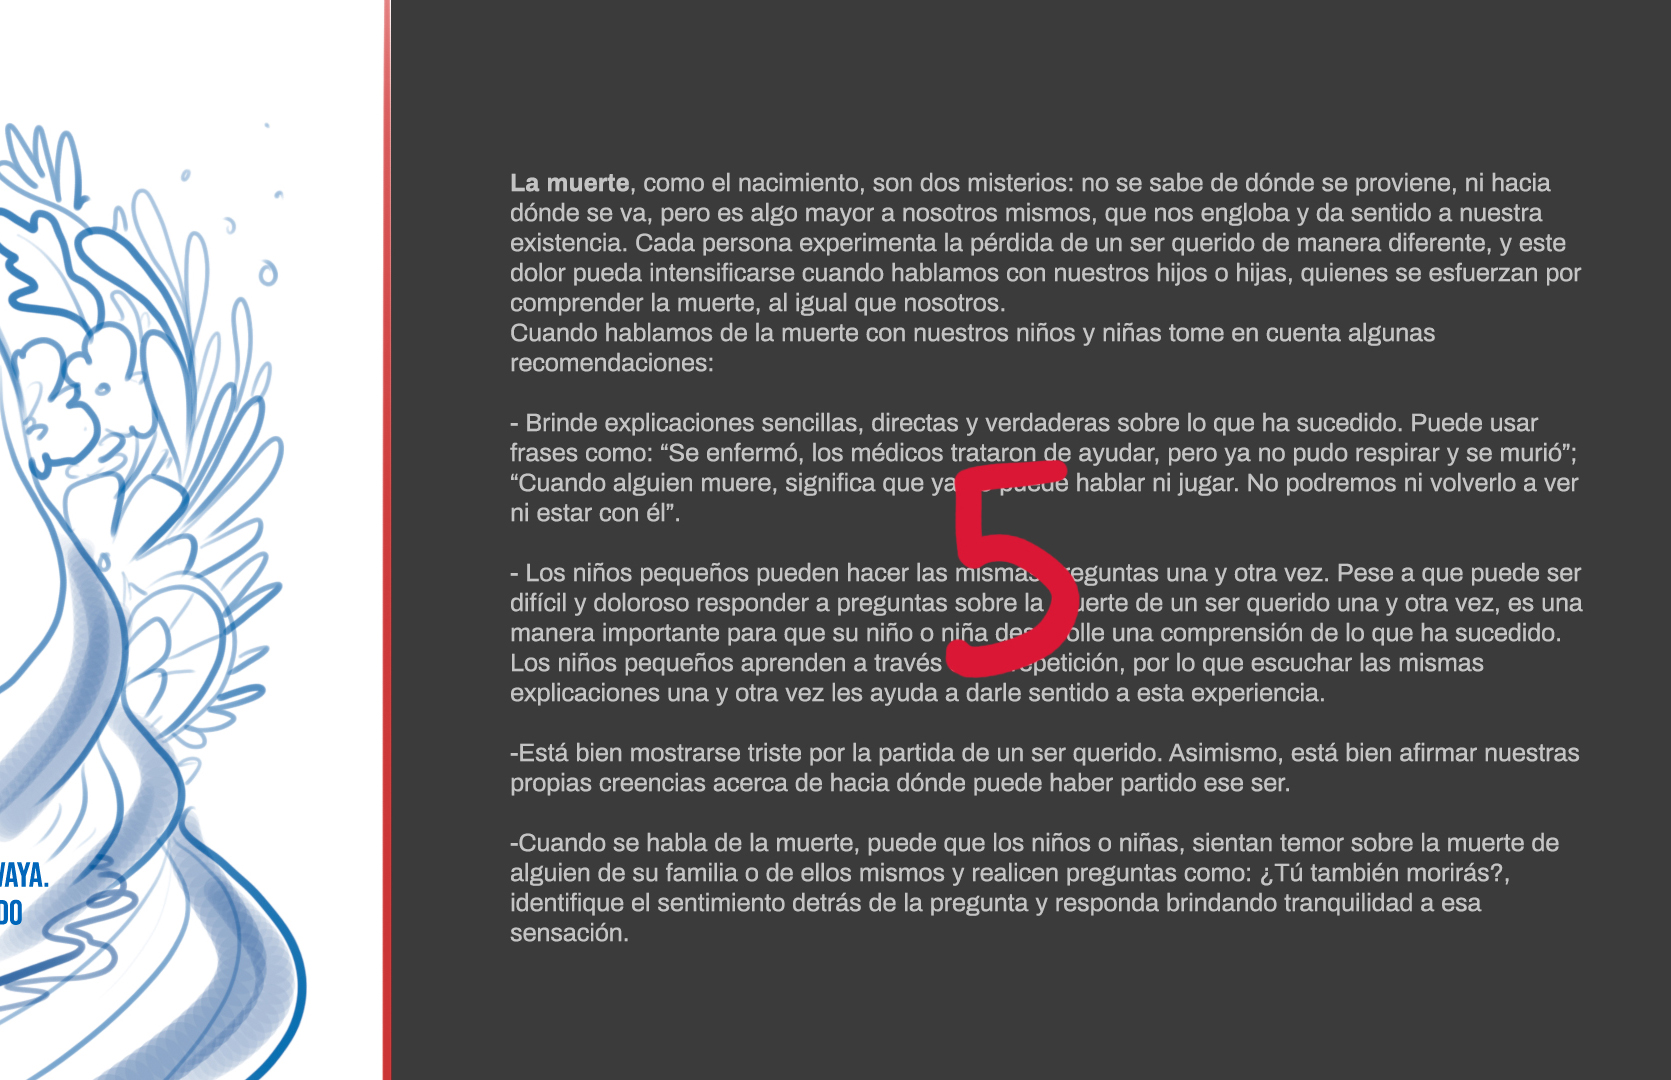 La muerte, como el nacimiento, son dos misterios: no se sabe de dónde se proviene, ni hacia
dónde se va, pero es algo mayor a nosotros mismos, que nos engloba y da sentido a nuestra
existencia. Cada persona experimenta la pérdida de un ser querido de manera diferente, y este
dolor pueda intensificarse cuando hablamos con nuestros hijos o hijas, quienes se esfuerzan por
comprender la muerte, al igual que nosotros.
Cuando hablamos de la muerte con nuestros niños y niñas tome en cuenta algunas
recomendaciones:
- Brinde explicaciones sencillas, directas y verdaderas sobre lo que ha sucedido. Puede usar
frases como: “Se enfermó, los médicos trataron de ayudar, pero ya no pudo respirar y se murió”;
“Cuando alguien muere, significa que ya puede hablar ni jugar. No podremos ni volverlo a ver
ni estar con él”.
5
- Los niños pequeños pueden hacer las mismas preguntas una y otra vez. Pese a que puede ser
difícil y doloroso responder a preguntas sobre la muerte de un ser querido una y otra vez, es una
manera importante para que su niño o niña desarrolle una comprensión de lo que ha sucedido.
Los niños pequeños aprenden a través repetición, por lo que escuchar las mismas
explicaciones una y otra vez les ayuda a darle sentido a esta experiencia.
-Está bien mostrarse triste por la partida de un ser querido. Asimismo, está bien afirmar nuestras
propias creencias acerca de hacia dónde puede haber partido ese ser.
-Cuando se habla de la muerte, puede que los niños o niñas, sientan temor sobre la muerte de
alguien de su familia o de ellos mismos y realicen preguntas como: ¿Tú también morirás?,
identifique el sentimiento detrás de la pregunta y responda brindando tranquilidad a esa
sensación.